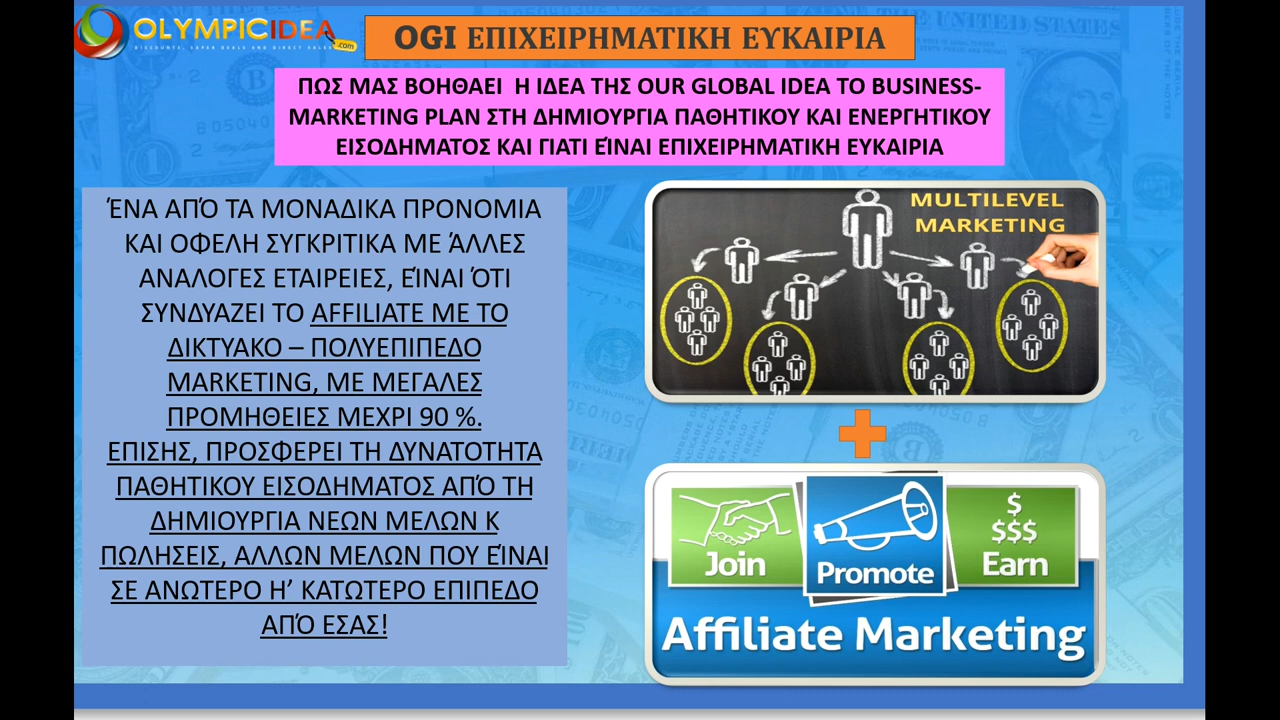 OLYMPICIDEA
.com
DISCOUNTS, SUPER DEALS AND DIRECT SALES
OGI ΕΠΙΧΕΙΡΗΜΑΤΙΚΗ ΕΥΚΑΙΡΙΑ
ΠΩΣ ΜΑΣ ΒΟΗΘΑΕΙ Η ΙΔΕΑ ΤΗΣ OUR GLOBAL IDEA TO BUSINESS-
MARKETING PLAN ΣΤΗ ΔΗΜΙΟΥΡΓΙΑ ΠΑΘΗΤΙΚΟΥ ΚΑΙ ΕΝΕΡΓΗΤΙΚΟΥ
ΕΙΣΟΔΗΜΑΤΟΣ ΚΑΙ ΓΙΑΤΙ ΕΊΝΑΙ ΕΠΙΧΕΙΡΗΜΑΤΙΚΗ ΕΥΚΑΙΡΙΑ
ΈΝΑ ΑΠΌ ΤΑ ΜΟΝΑΔΙΚΑ ΠΡΟΝΟΜΙΑ
ΚΑΙ ΟΦΕΛΗ ΣΥΓΚΡΙΤΙΚΑ ΜΕ ΆΛΛΕΣ
ΑΝΑΛΟΓΕΣ ΕΤΑΙΡΕΙΕΣ, ΕΊΝΑΙ ΌΤΙ
ΣΥΝΔΥΑΖΕΙ ΤΟ AFFILIATE ΜΕ ΤΟ
ΔΙΚΤΥΑΚΟ – ΠΟΛΥΕΠΙΠΕΔΟ
MARKETING, ΜΕ ΜΕΓΑΛΕΣ
ΠΡΟΜΗΘΕΙΕΣ ΜΕΧΡΙ 90 %.
ΕΠΙΣΗΣ, ΠΡΟΣΦΕΡΕΙ ΤΗ ΔΥΝΑΤΟΤΗΤΑ
ΠΑΘΗΤΙΚΟΥ ΕΙΣΟΔΗΜΑΤΟΣ ΑΠΌ ΤΗ
ΔΗΜΙΟΥΡΓΙΑ ΝΕΩΝ ΜΕΛΩΝ Κ
ΠΩΛΗΣΕΙΣ, ΑΛΛΩΝ ΜΕΛΩΝ ΠΟΥ ΕΊΝΑΙ
ΣΕ ΑΝΩΤΕΡΟ Η’ ΚΑΤΩΤΕΡΟ ΕΠΙΠΕΔΟ
ΑΠΌ ΕΣΑΣ!
MULTILEVEL
MARKETING
Join
Promote
$
$$$
Earn
Affiliate Marketing